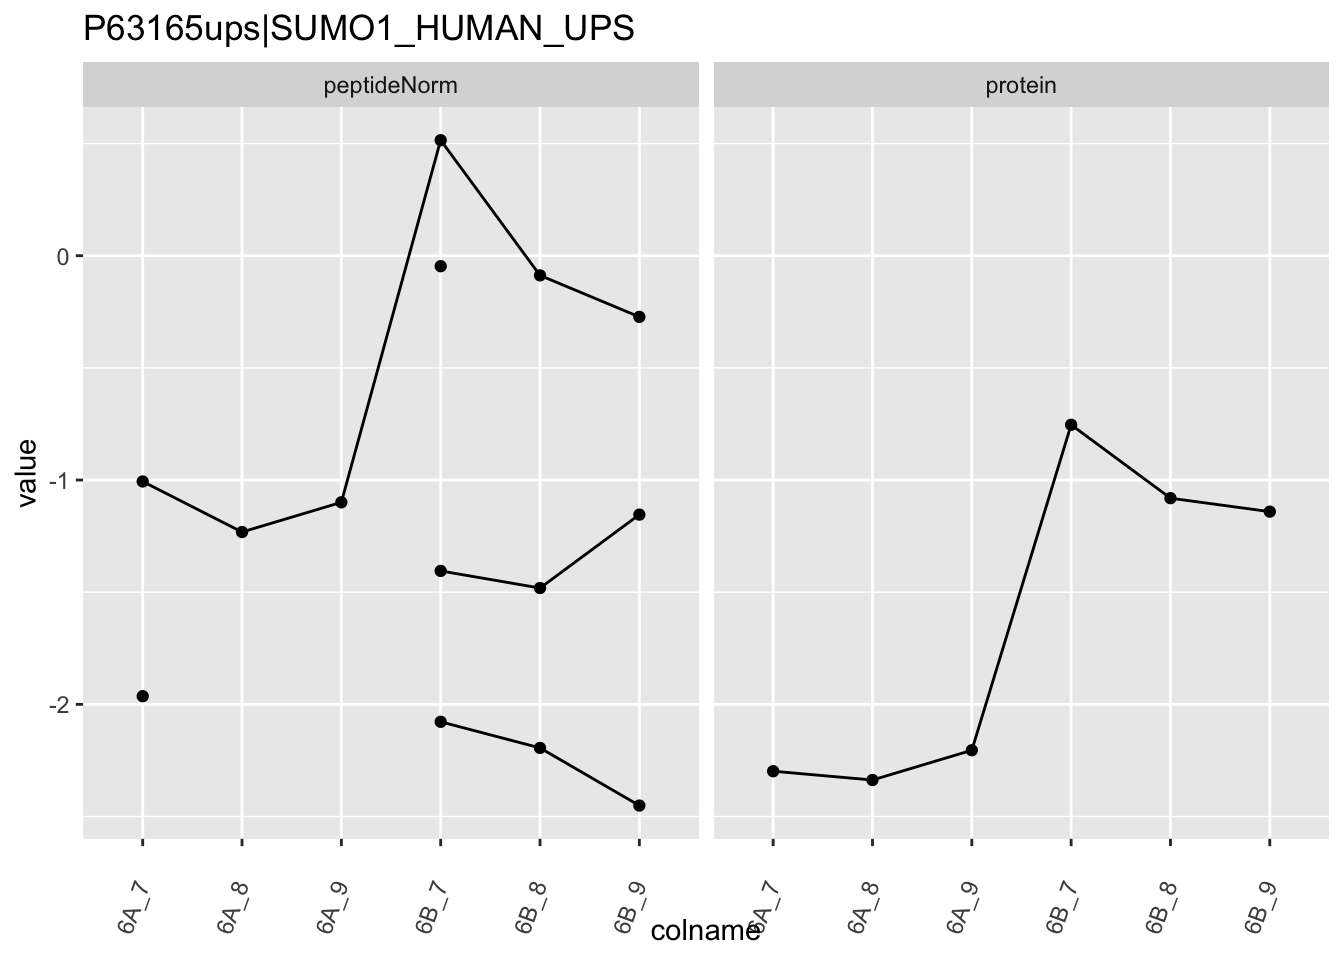 P63165ups|SUMO1_HUMAN_UPS
peptideNorm
protein
value
0
-1
-2
6A_7 6A_8 6A_9 6B_7 6B_8 6B_9
6A_7 6A_8 6A_9 6B_7 6B_8 6B_9
colname